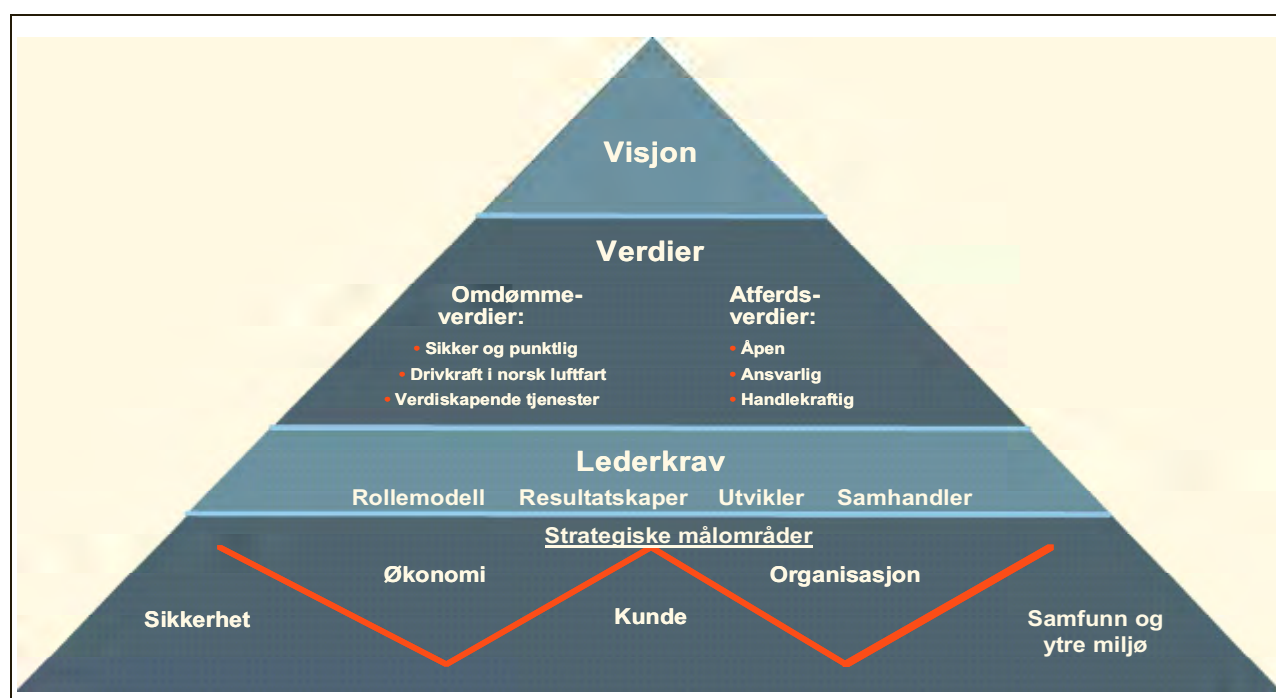 Visjon
Verdier
Omdømme-
verdier:
• Sikker og punktlig
• Drivkraft i norsk luftfart
• Verdiskapende tjenester
Atferds-
verdier:
• Åpen
• Ansvarlig
• Handlekraftig
Lederkrav
Rollemodell Resultatskaper Utvikler Samhandler
Strategiske målområder
Økonomi Organisasjon
Sikkerhet Kunde Samfunn og
ytre miljø